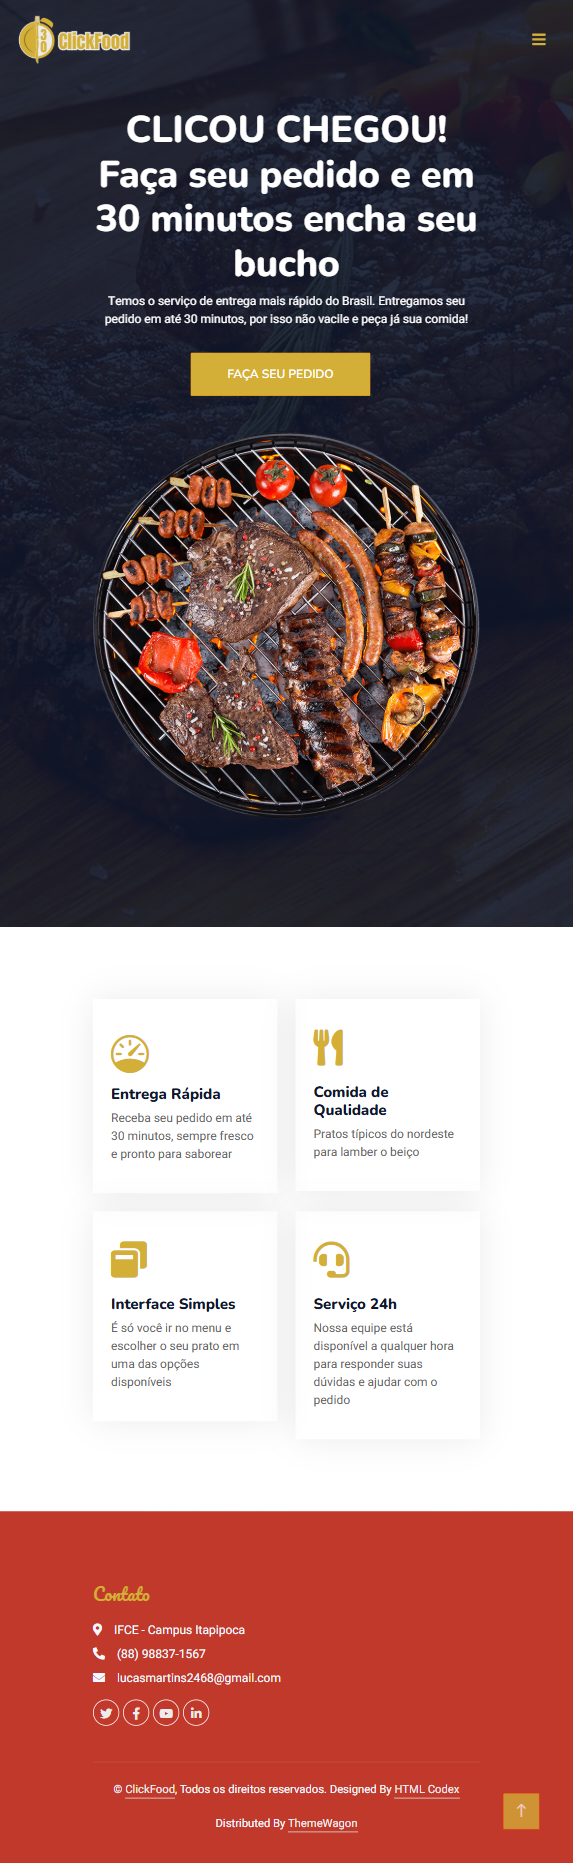 30
ClickFood
CLICOU CHEGOU!
Faça seu pedido e em
30 minutos encha seu
bucho
Temos o serviço de entrega mais rápido do Brasil. Entregamos seu
pedido em até 30 minutos, por isso não vacile e peça já sua comida!
FAÇA SEU PEDIDO
Entrega Rápida
Receba seu pedido em até
30 minutos, sempre fresco
e pronto para saborear
Comida de
Qualidade
Pratos típicos do nordeste
para lamber o beiço
Interface Simples
É só você ir no menu e
escolher o seu prato em
uma das opções
disponíveis
Serviço 24h
Nossa equipe está
disponível a qualquer hora
para responder suas
dúvidas e ajudar com o
pedido
Contato
IFCE - Campus Itapipoca
(88) 98837-1567
lucasmartins2468@gmail.com
© ClickFood, Todos os direitos reservados. Designed By HTML Codex
Distributed By ThemeWagon